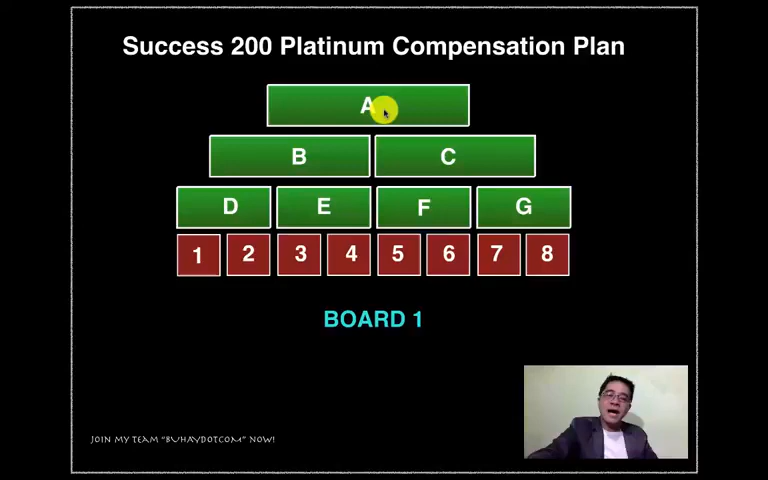 Success 200 Platinum Compensation Plan
A
B C
D E F G
1 2 3 4 5 6 7 8
BOARD 1
JOIN MY TEAM "BUHAYDOTCOM" NOW!